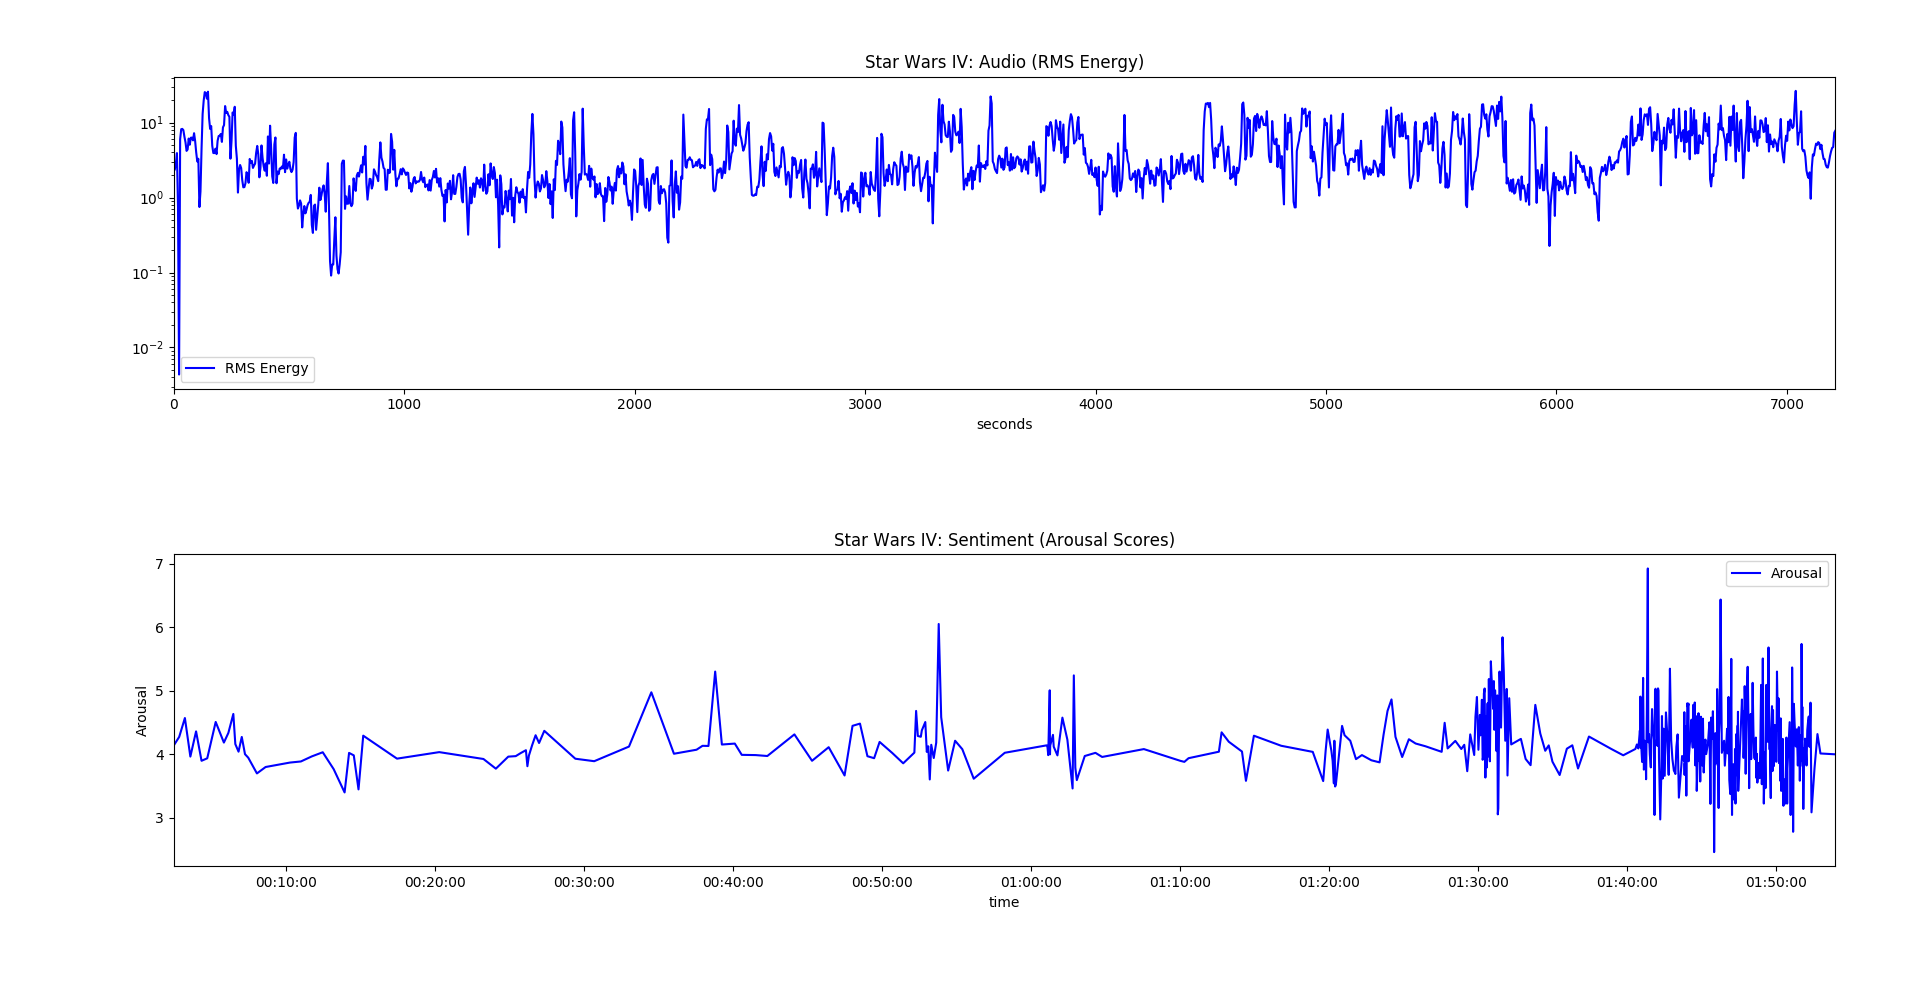 Star Wars IV: Audio (RMS Energy)
10¹
10⁰
10⁻¹
10⁻²
RMS Energy
0 1000 2000 3000 4000 5000 6000 7000
seconds
Star Wars IV: Sentiment (Arousal Scores)
7
6
5
4
3
Arousal
Arousal
00:10:00 00:20:00 00:30:00 00:40:00 00:50:00 01:00:00 01:10:00 01:20:00 01:30:00 01:40:00 01:50:00
time